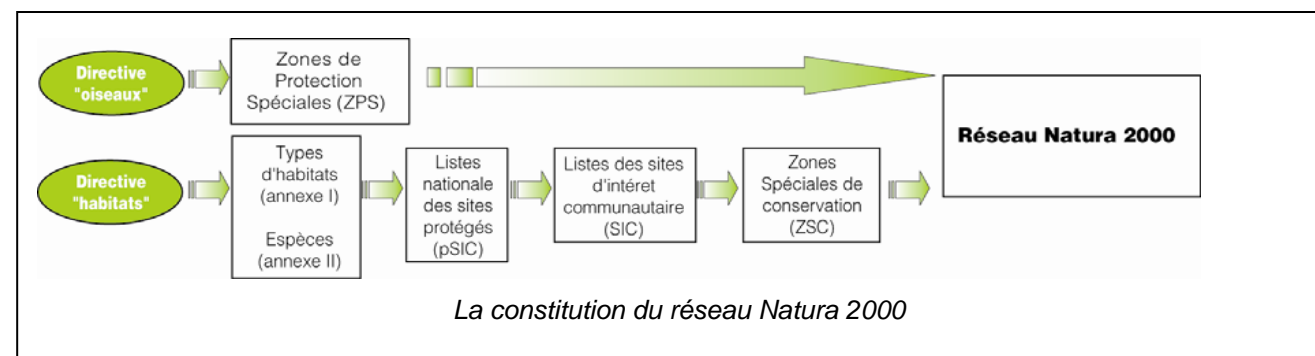 Directive
"oiseaux"
Zones de
Protection
Spéciales (ZPS)
Réseau Natura 2000
Directive
"habitats"
Types
d'habitats
(annexe I)
Espèces
(annexe II)
Listes
nationale
des sites
protégés
(pSIC)
Listes des sites
d'intéret
communautaire
(SIC)
Zones
Spéciales de
conservation
(ZSC)
La constitution du réseau Natura 2000